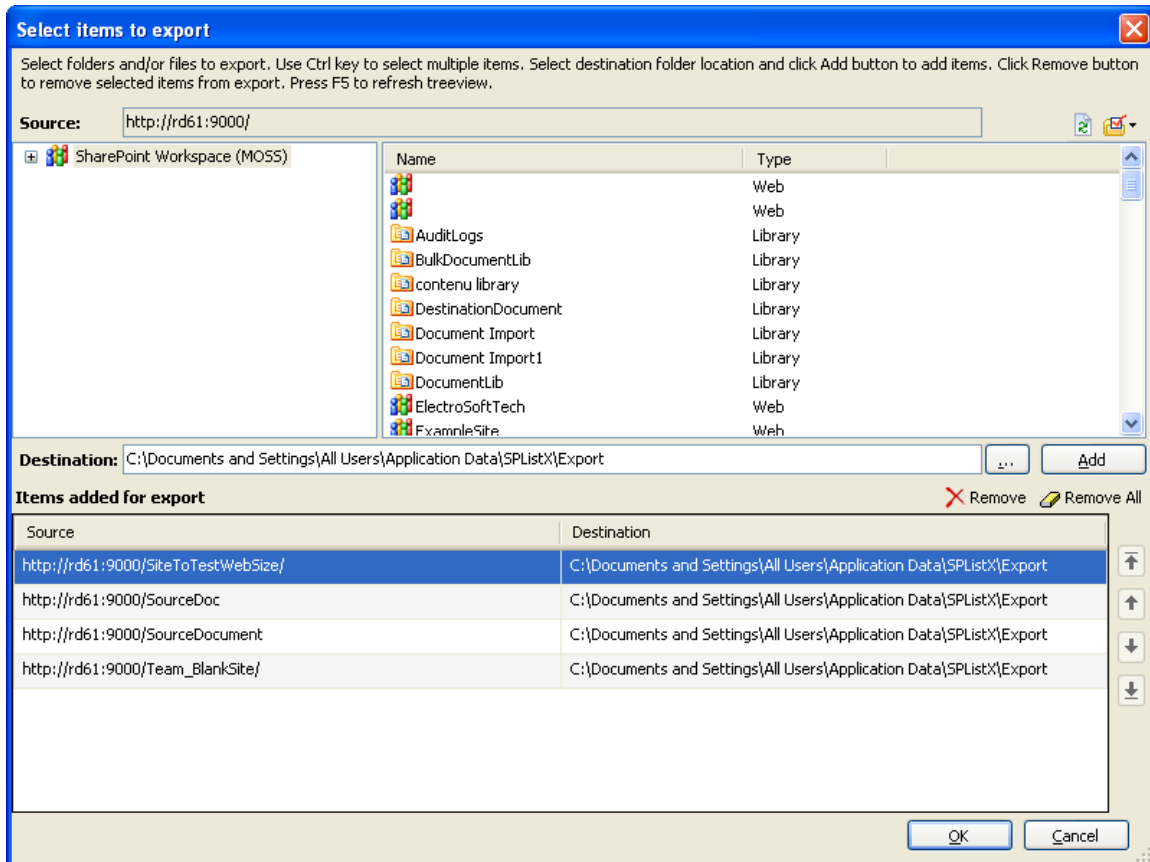 Select items to export
Select folders and/or files to export. Use Ctrl key to select multiple items. Select destination folder location and click Add button to add items. Click Remove button
to remove selected items from export. Press F5 to refresh treeview.
Source: http://rd61:9000/
SharePoint Workspace (MOSS)
Name Type
Web
Web
AuditLogs Library
BulkDocumentLib Library
contenu library Library
DestinationDocument Library
Document Import Library
Document Import1 Library
DocumentLib Library
ElectroSoftTech Web
ExampleSite Web
Destination: C:\Documents and Settings\All Users\Application Data\SPListX\Export ... Add
Items added for export Remove Remove All
Source Destination
http://rd61:9000/SiteToTestWebSize/ C:\Documents and Settings\All Users\Application Data\SPListX\Export
http://rd61:9000/SourceDoc C:\Documents and Settings\All Users\Application Data\SPListX\Export
http://rd61:9000/SourceDocument C:\Documents and Settings\All Users\Application Data\SPListX\Export
http://rd61:9000/Team_BlankSite/ C:\Documents and Settings\All Users\Application Data\SPListX\Export
OK Cancel